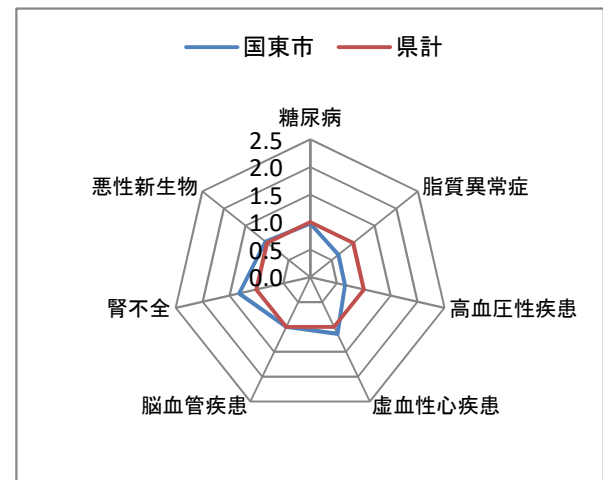 国東市 県計
糖尿病
2.5
2.0
悪性新生物 1.5 脂質異常症
1.0
0.5
0.0
腎不全 高血圧性疾患
脳血管疾患 虚血性心疾患